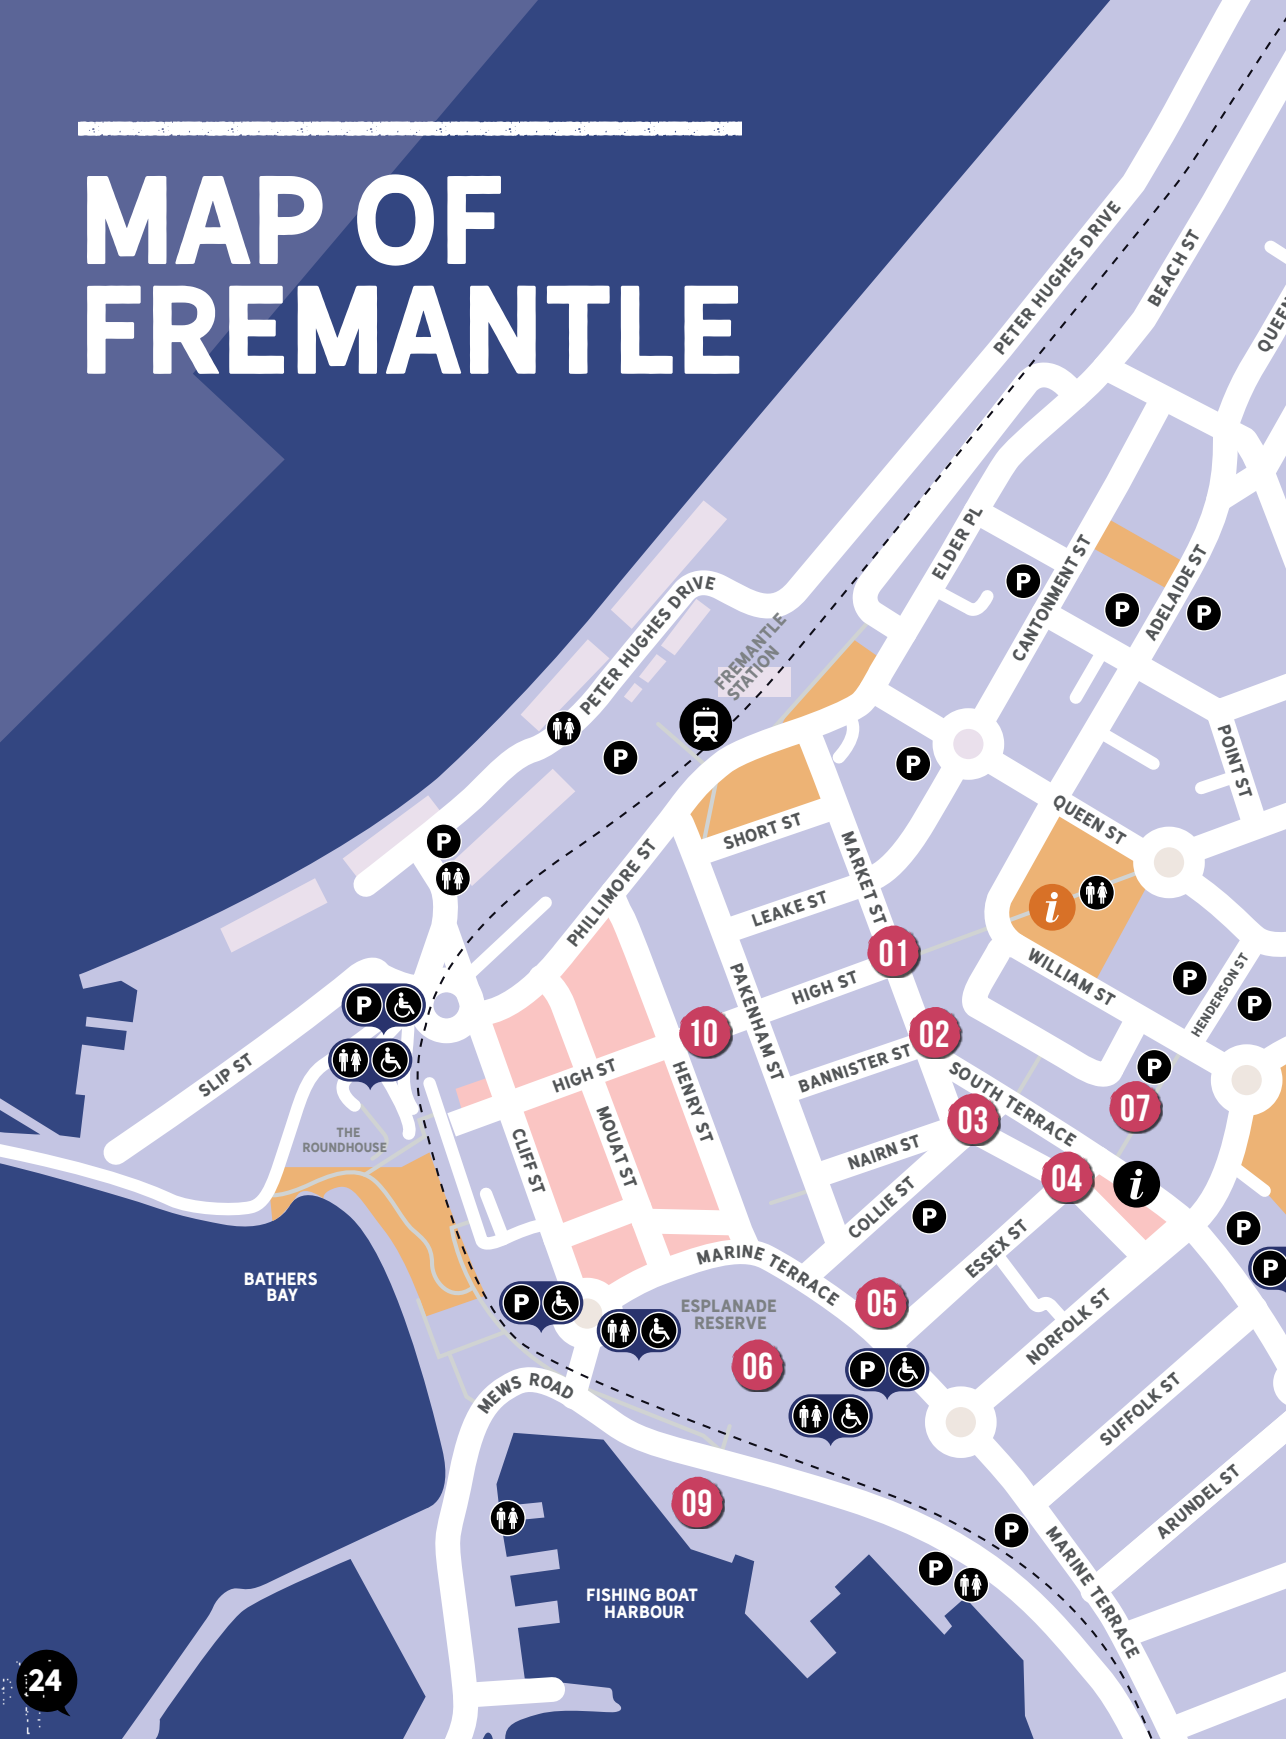 MAP OF
FREMANTLE
PETER HUGHES DRIVE
BEACH ST
QUEEN
ELDER PL
CANTONMENT ST
ADELAIDE ST
P
P
P
PETER HUGHES DRIVE
FREMANTLE
STATION
P
P
POINT ST
QUEEN ST
P
SHORT ST
MARKET ST
PHILLIMORE ST
LEAKE ST
i
01
WILLIAM ST
HENDERSON ST
P
P
P
HIGH ST
PAKENHAM ST
10
02
SLIP ST
HIGH ST
HENRY ST
BANNISTER ST
SOUTH TERRACE
P
07
03
THE
ROUNDHOUSE
CLIFF ST
MOUAT ST
NAIRN ST
04
i
COLLIE ST
P
P
P
ESSEX ST
MARINE TERRACE
BATHERS
BAY
P
ESPLANADE
RESERVE
05
NORFOLK ST
06
P
MEWS ROAD
SUFFOLK ST
09
ARUNDEL ST
P
P
MARINE TERRACE
FISHING BOAT
HARBOUR
24